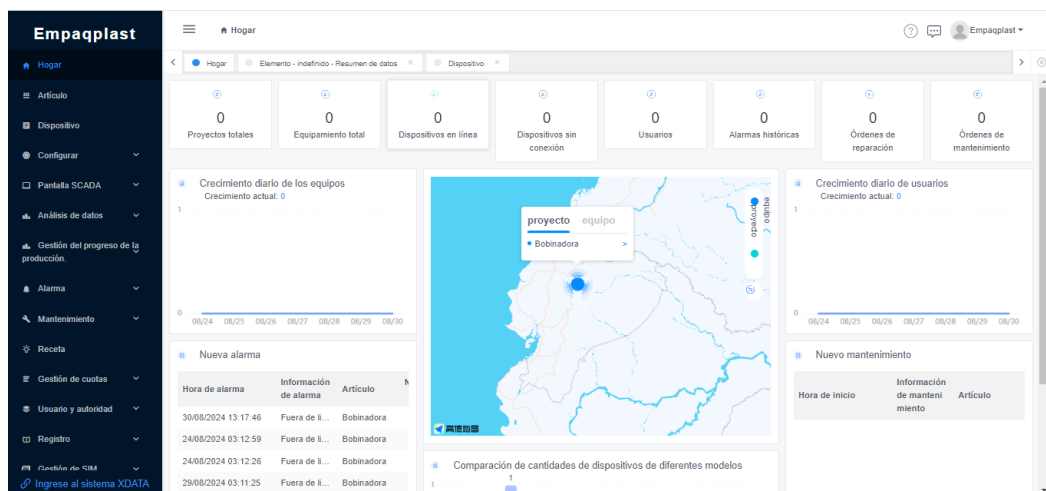 Empaqplast
Hogar
Empaqplast
Hogar
Elemento - indefinido - Resumen de datos
Dispositivo
Hogar
Artículo
Dispositivo
Configurar
Pantalla SCADA
Análisis de datos
Gestión del progreso de la
producción.
Alarma
Mantenimiento
Receta
Gestión de cuotas
Usuario y autoridad
Registro
Gestión de SIM
Ingrese al sistema XDATA
0
Proyectos totales
0
Equipamiento total
0
Dispositivos en línea
0
Dispositivos sin
conexión
0
Usuarios
0
Alarmas históricas
0
Órdenes de
reparación
0
Órdenes de
mantenimiento
Crecimiento diario de los equipos
Crecimiento actual: 0
1
0
08/24 08/25 08/26 08/27 08/28 08/29 08/30
proyecto equipo
Bobinadora >
equipo
proyecto
高德地图
Crecimiento diario de usuarios
Crecimiento actual: 0
1
0
08/24 08/25 08/26 08/27 08/28 08/29 08/30
Nueva alarma
Hora de alarma Información de alarma Artículo
30/08/2024 13:17:46 Fuera de li... Bobinadora
24/08/2024 03:12:59 Fuera de li... Bobinadora
24/08/2024 03:12:26 Fuera de li... Bobinadora
29/08/2024 03:11:25 Fuera de li... Bobinadora
Comparación de cantidades de dispositivos de diferentes modelos
1
1
Nuevo mantenimiento
Hora de inicio Información de manteni miento Artículo